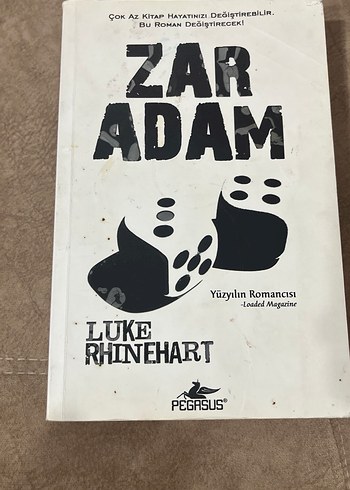 Çok Az Kitap Hayatınızı Değiştirebilir.
Bu Roman Değiştirecek!
ZAR
ADAM
Yüzyılın Romancısı
-Loaded Magazine
LUKE
RHINEHART
PEGASUS®